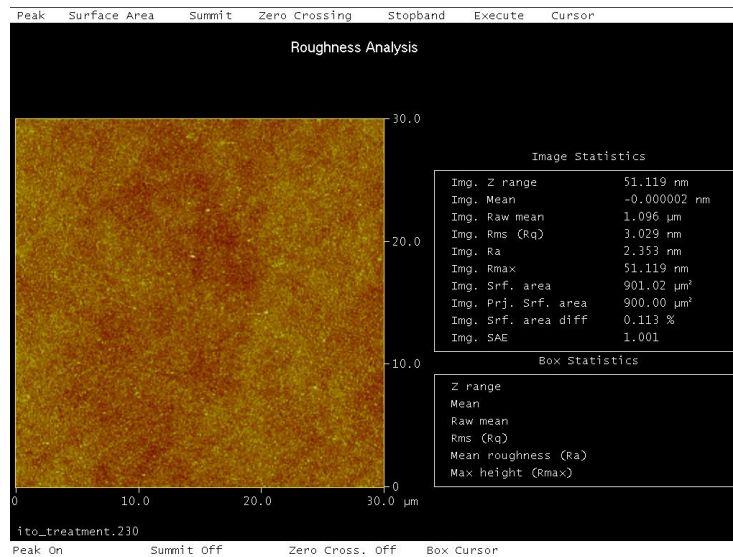 Peak Surface Area Summit Zero Crossing Stopband Execute Cursor
Roughness Analysis
30.0
20.0
10.0
0
0 10.0 20.0 30.0 µm
Image Statistics
Img. Z range 51.119 nm
Img. Mean -0.000002 nm
Img. Raw mean 1.096 µm
Img. Rms (Rq) 3.029 nm
Img. Ra 2.353 nm
Img. Rmax 51.119 nm
Img. Srf. area 901.02 µm²
Img. Prj. Srf. area 900.00 µm²
Img. Srf. area diff 0.113 %
Img. SAE 1.001
Box Statistics
Z range
Mean
Raw mean
Rms (Rq)
Mean roughness (Ra)
Max height (Rmax)
ito_treatment.230
Peak On Summit Off Zero Cross. Off Box Cursor